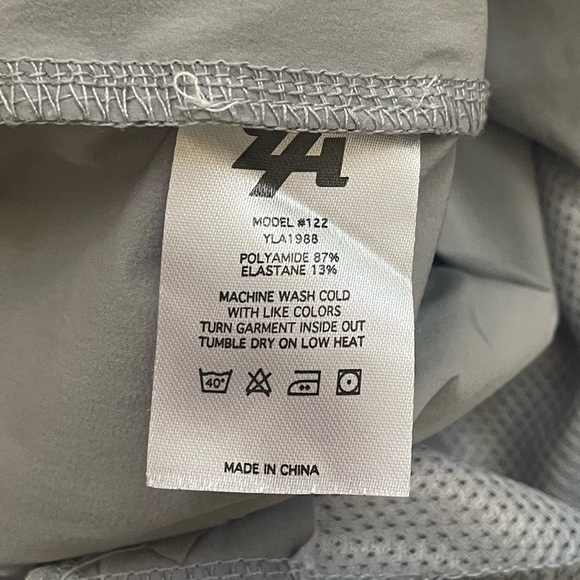 MODEL #122
YLA1988
POLYAMIDE 87%
ELASTANE 13%
MACHINE WASH COLD
WITH LIKE COLORS
TURN GARMENT INSIDE OUT
TUMBLE DRY ON LOW HEAT
40°
MADE IN CHINA